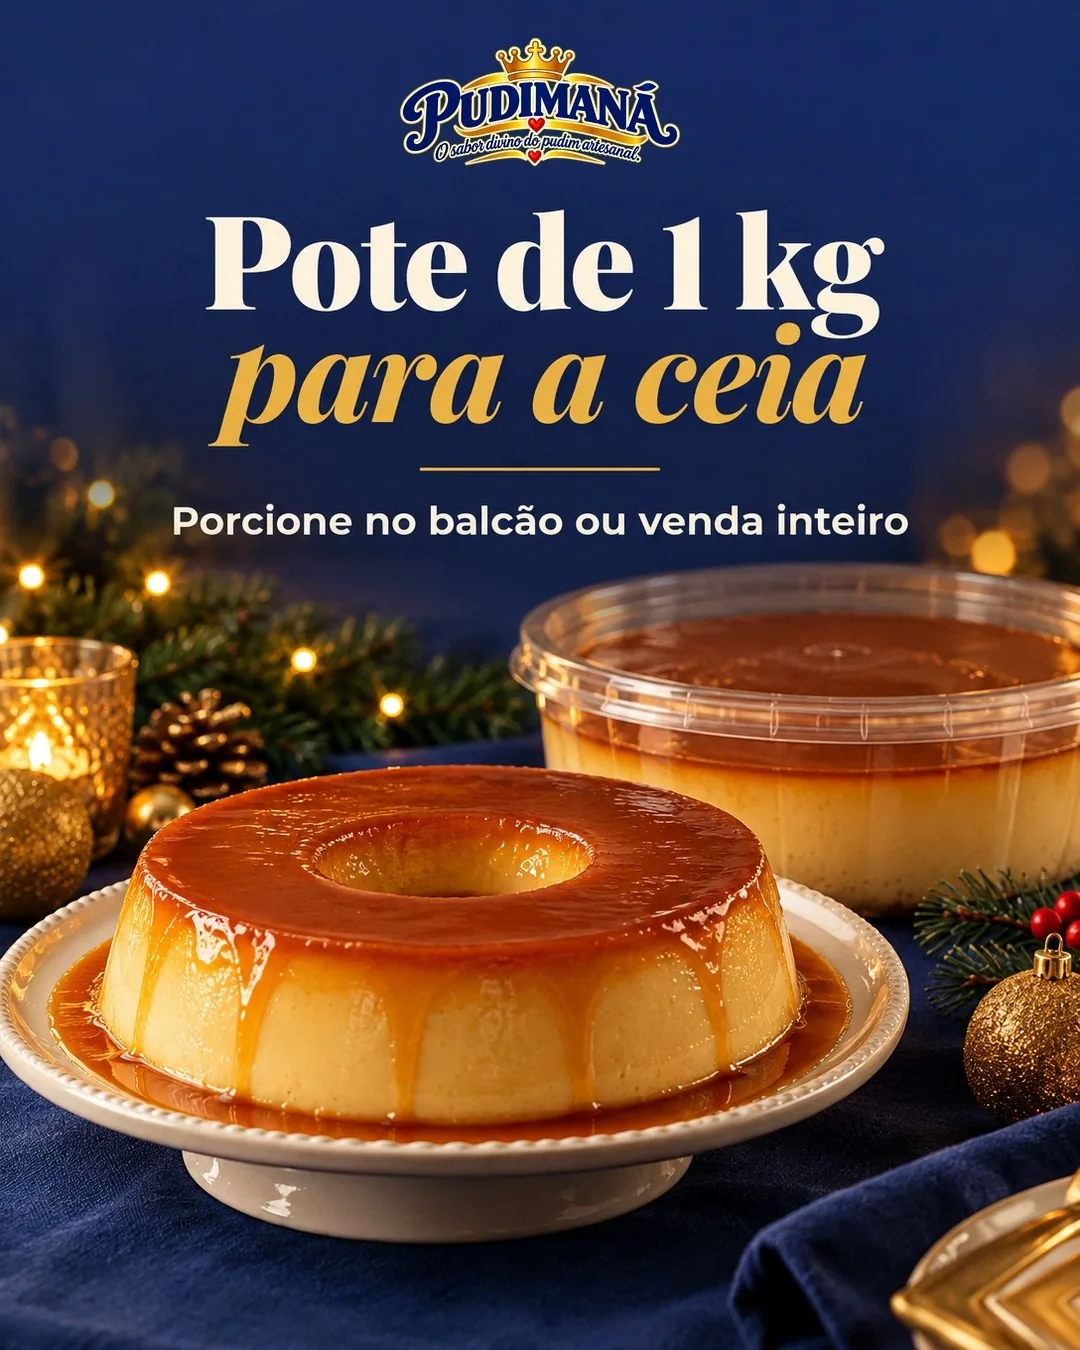 PUDIMANÁ
O sabor divino do pudim artesanal.
Pote de 1 kg
para a ceia
Porcione no balcão ou venda inteiro